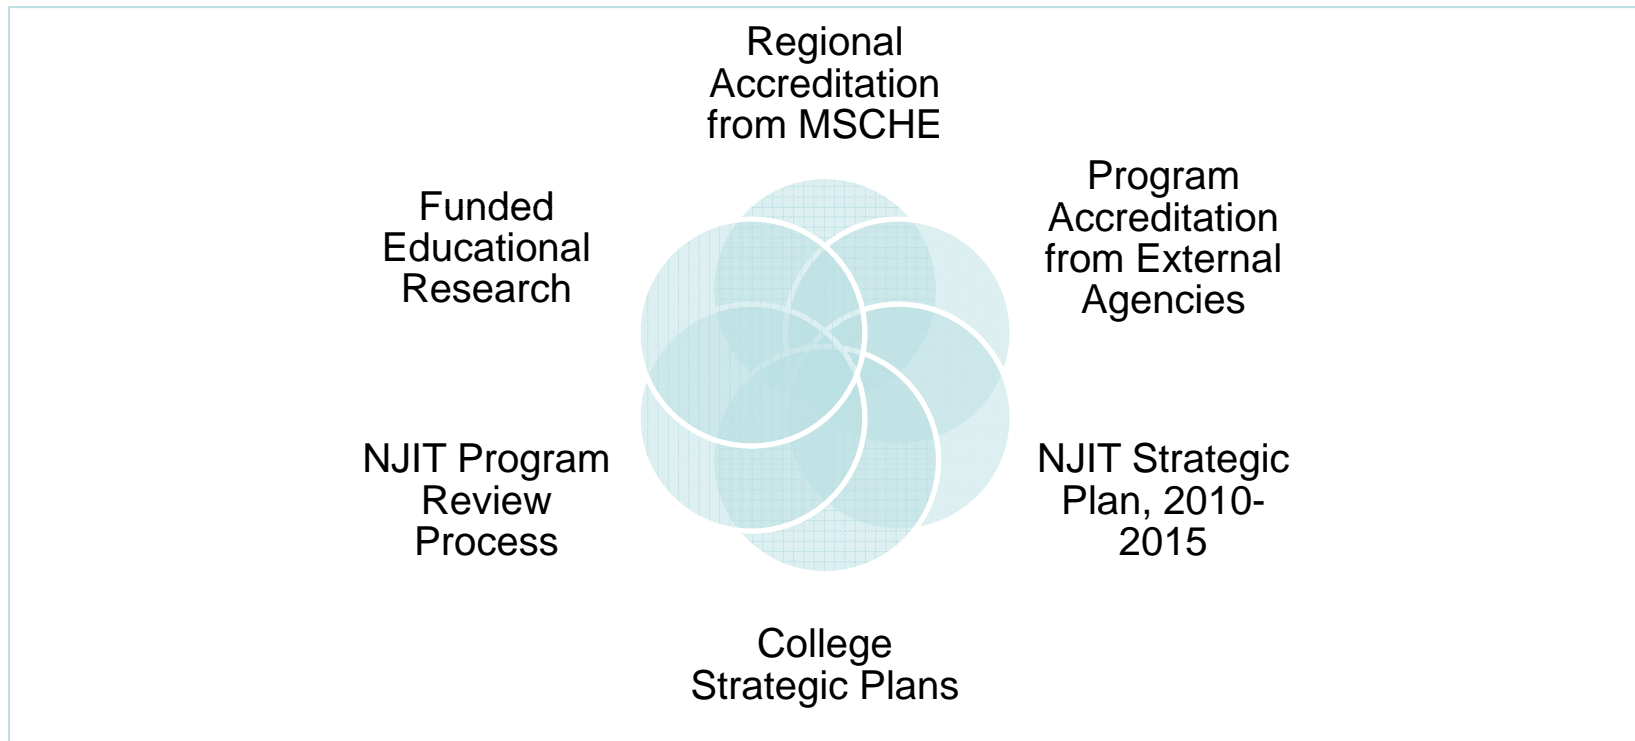 Regional
Accreditation
from MSCHE
Program
Accreditation
from External
Agencies
NJIT Strategic
Plan, 2010-
2015
College
Strategic Plans
NJIT Program
Review
Process
Funded
Educational
Research